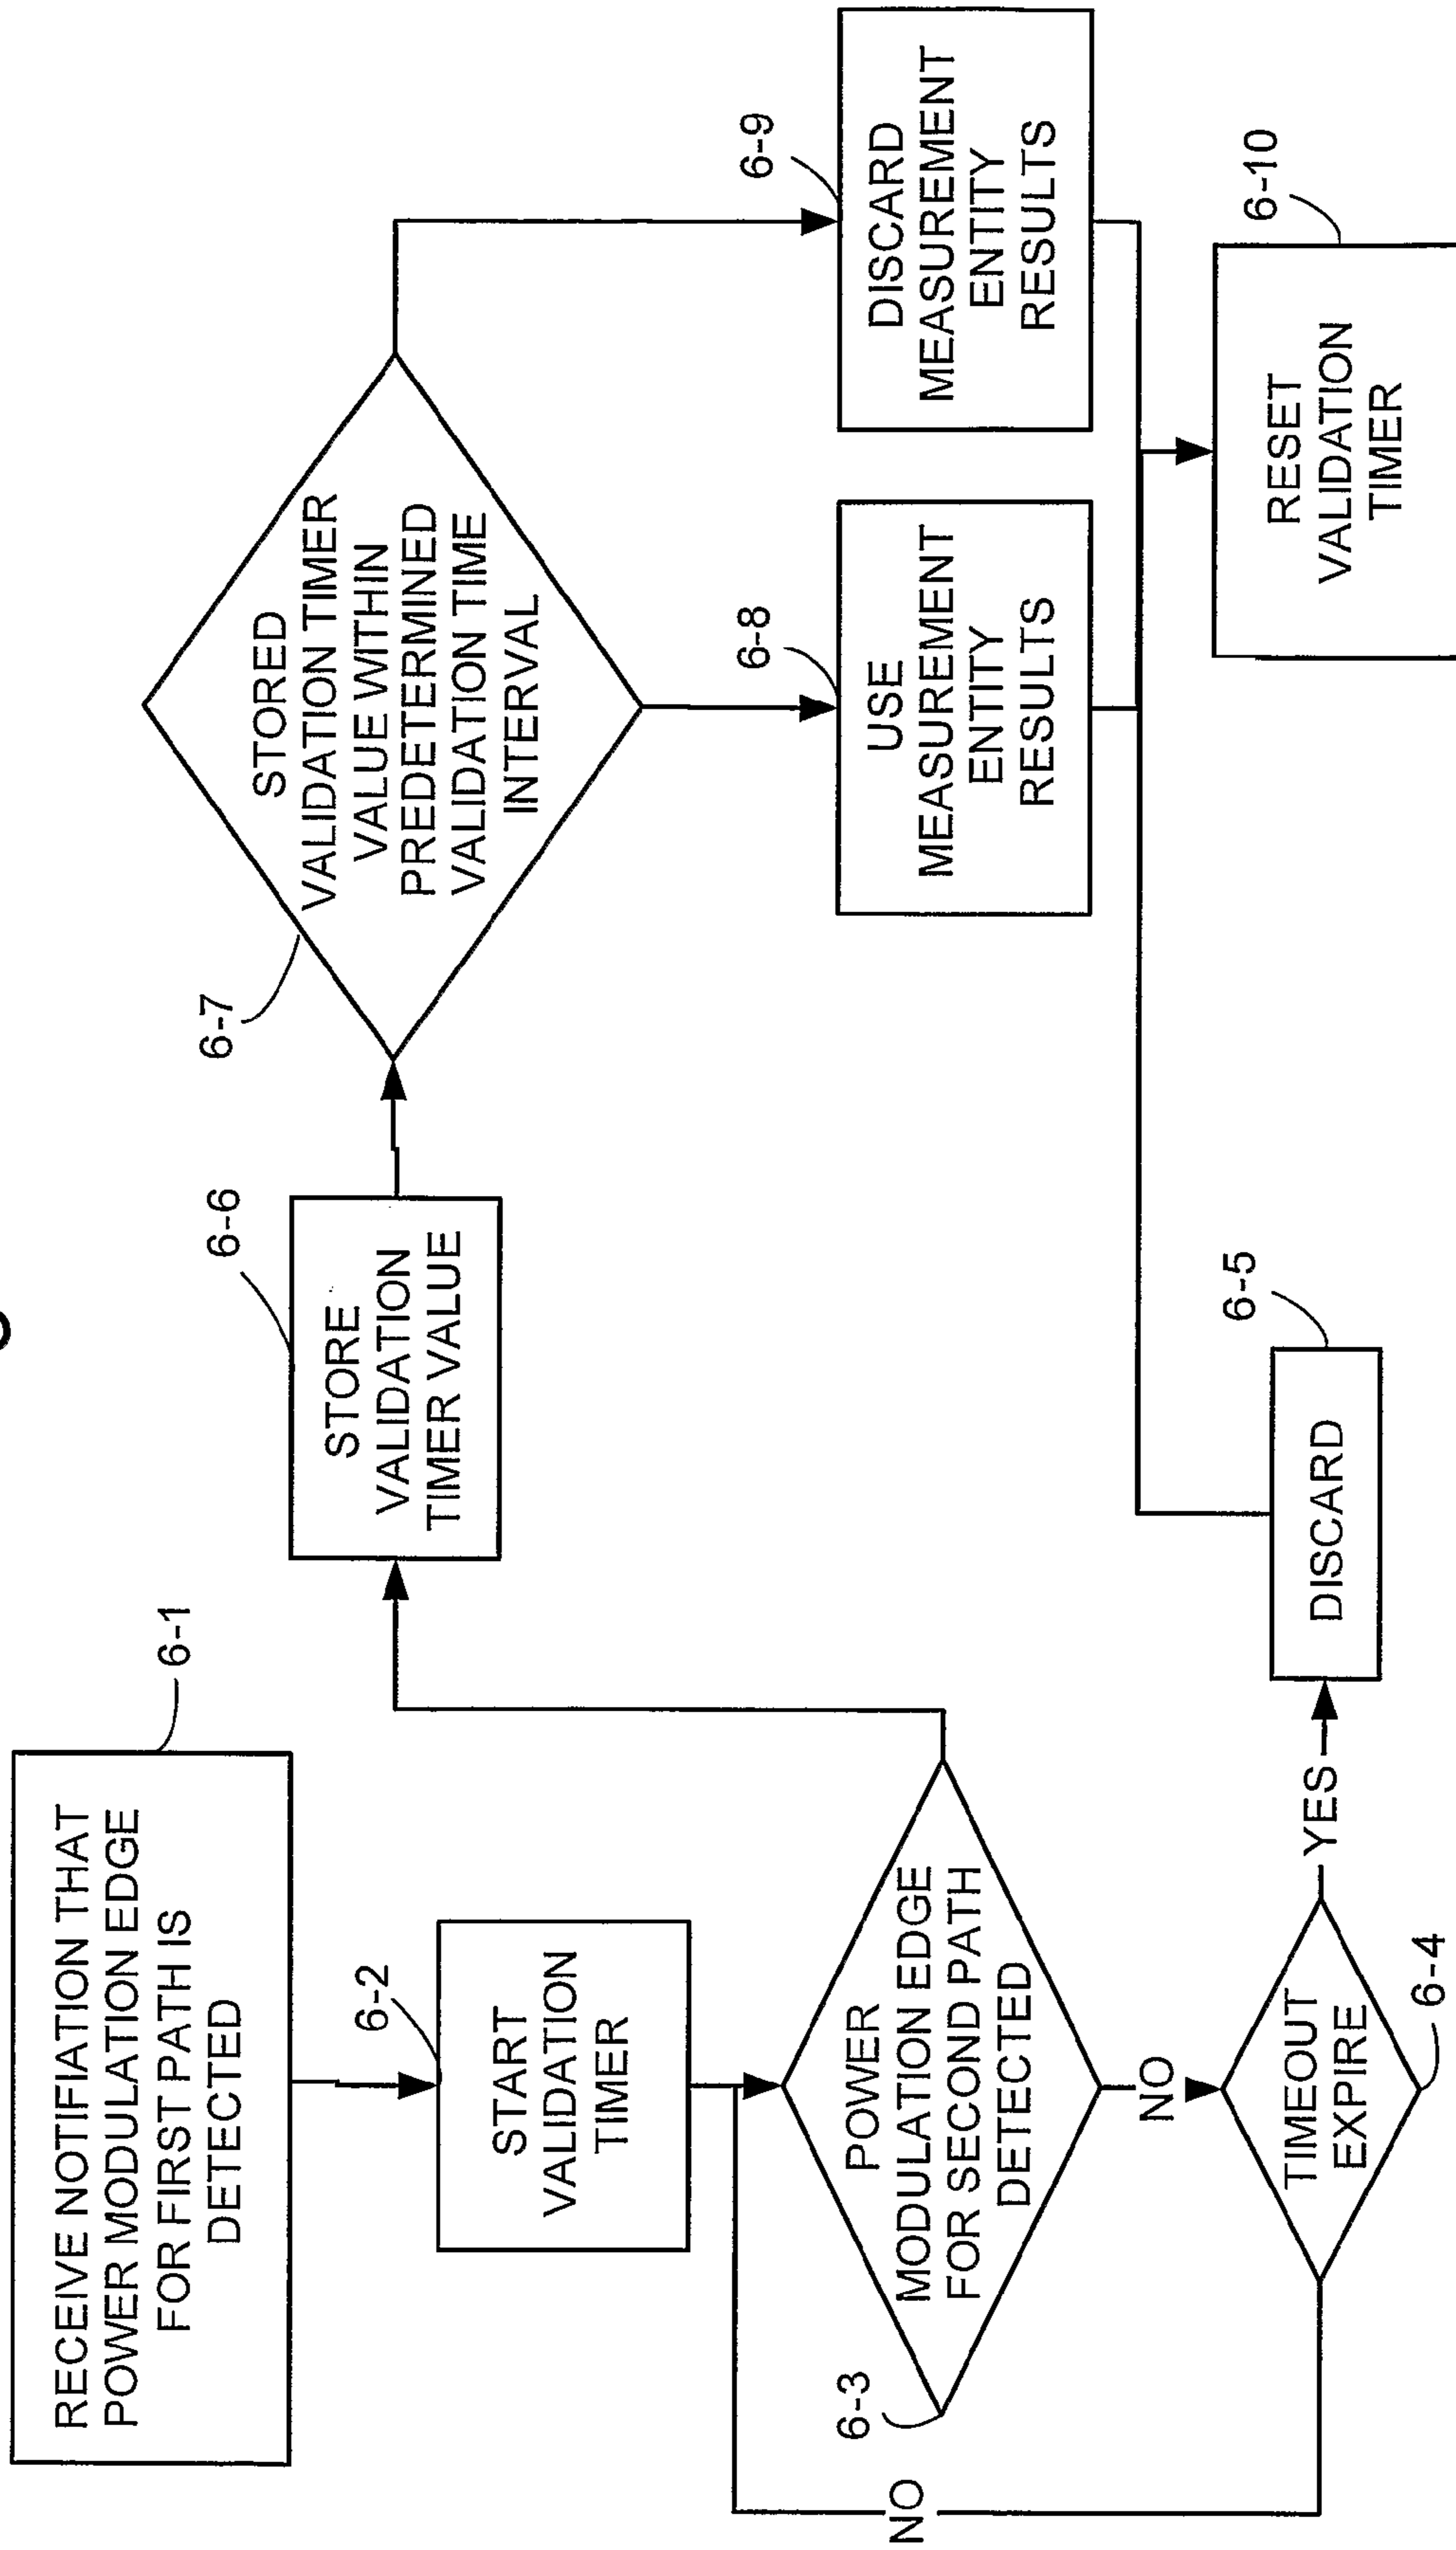 RECEIVE NOTIFIATION THAT
POWER MODULATION EDGE
FOR FIRST PATH IS
DETECTED
6-1
6-2
START
VALIDATION
TIMER
6-3
POWER
MODULATION EDGE
FOR SECOND PATH
DETECTED
NO
NO
TIMEOUT
EXPIRE
6-4
YES
DISCARD
6-5
STORE
VALIDATION
TIMER VALUE
6-6
6-7
STORED
VALIDATION TIMER
VALUE WITHIN
PREDETERMINED
VALIDATION TIME
INTERVAL
6-8
USE
MEASUREMENT
ENTITY
RESULTS
6-9
DISCARD
MEASUREMENT
ENTITY
RESULTS
6-10
RESET
VALIDATION
TIMER